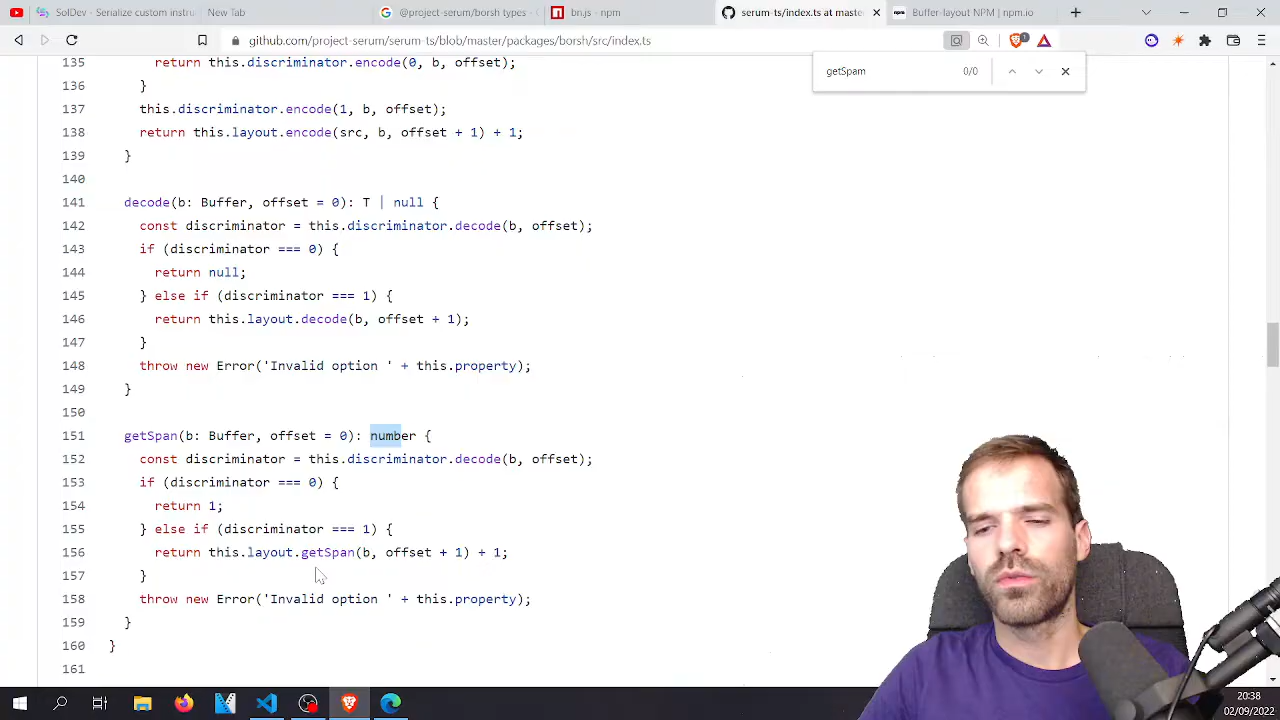 SolDev - Serialize custom instru
New Tab
@project-serum/borsh types - G
bn.js - npm
serum-ts/index.ts at maste
Buffer-layout NPM | npm.io
github.com/project-serum/serum-ts/blob/master/packages/borsh/src/index.ts
1
getSpam
0/0
135 return this.discriminator.encode(0, b, offset);
136 }
137 this.discriminator.encode(1, b, offset);
138 return this.layout.encode(src, b, offset + 1) + 1;
139 }
140
141 decode(b: Buffer, offset = 0): T | null {
142 const discriminator = this.discriminator.decode(b, offset);
143 if (discriminator === 0) {
144 return null;
145 } else if (discriminator === 1) {
146 return this.layout.decode(b, offset + 1);
147 }
148 throw new Error('Invalid option ' + this.property);
149 }
150
151 getSpan(b: Buffer, offset = 0): number {
152 const discriminator = this.discriminator.decode(b, offset);
153 if (discriminator === 0) {
154 return 1;
155 } else if (discriminator === 1) {
156 return this.layout.getSpan(b, offset + 1) + 1;
157 }
158 throw new Error('Invalid option ' + this.property);
159 }
160 }
161
20:38
02/09/2022